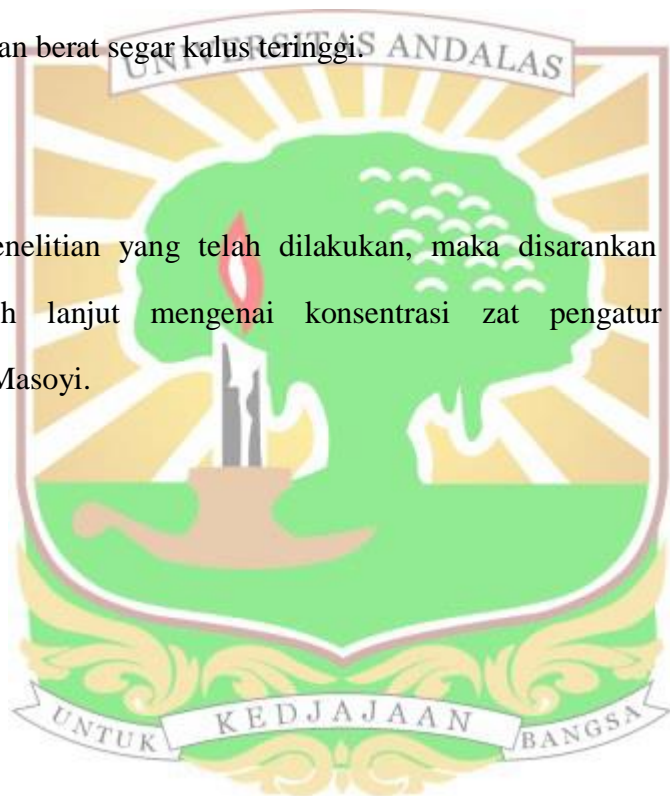 an berat segar kalus teringgi.
UNIVERSITAS ANDALAS
enelitian yang telah dilakukan, maka disarankan
h lanjut mengenai konsentrasi zat pengatur
Masoyi.
UNTUK KEDJAJAAN BANGSA